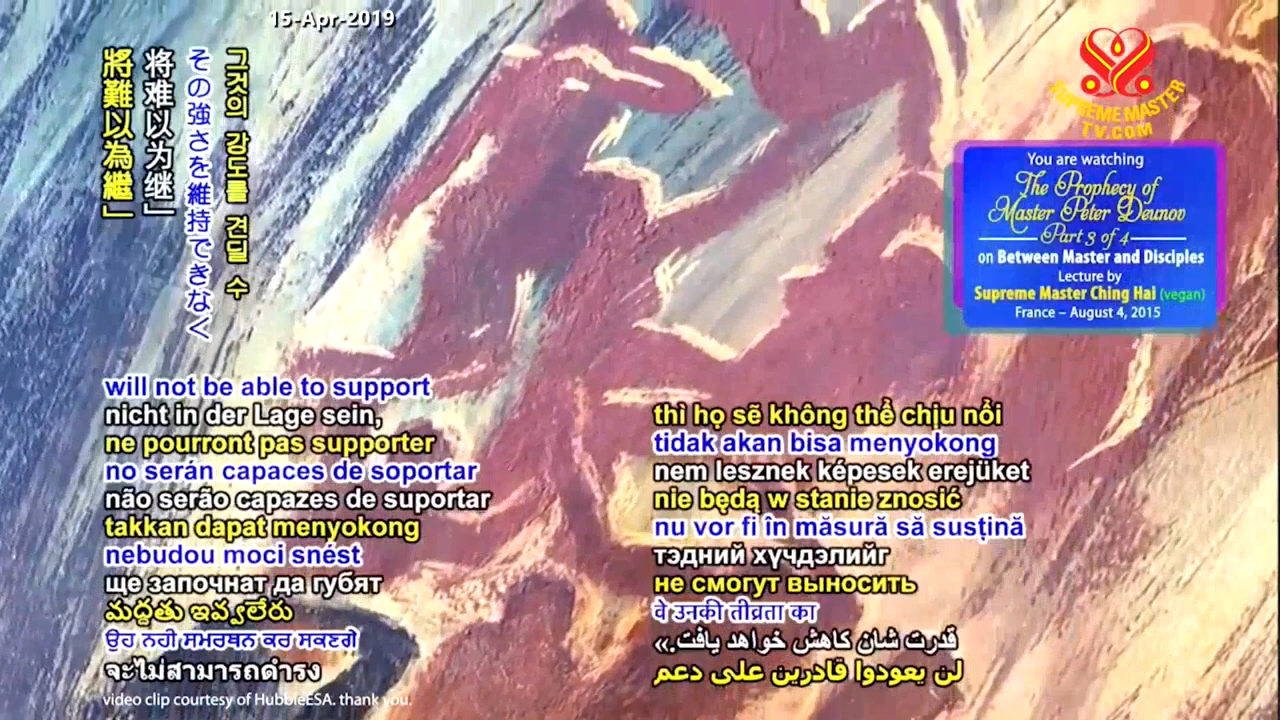 15-Apr-2019
그것의 강도를 견딜 수
その強さを維持できなく
将难以为继」
將難以為繼」
SUPREME MASTER
TV.COM
You are watching
The Prophecy of
Master Peter Deunov
Part 3 of 4
on Between Master and Disciples
Lecture by
Supreme Master Ching Hai (vegan)
France – August 4, 2015
will not be able to support
nicht in der Lage sein,
ne pourront pas supporter
no serán capaces de soportar
não serão capazes de suportar
takkan dapat menyokong
nebudou moci snést
ще започнат да губят
మద్దతు ఇవ్వలేరు
ਉਹ ਨਹੀ ਸਮਰਥਨ ਕਰ ਸਕਣਗੇ
จะไม่สามารถดำรง
thì họ sẽ không thể chịu nổi
tidak akan bisa menyokong
nem lesznek képesek erejüket
nie będą w stanie znosić
nu vor fi în măsură să susțină
тэдний хүчдэлийг
не смогут выносить
वे उनकी तीव्रता का
قدرت شان کاهش خواهد یافت.»
لن يعودوا قادرين على دعم
video clip courtesy of HubbleESA. thank you.